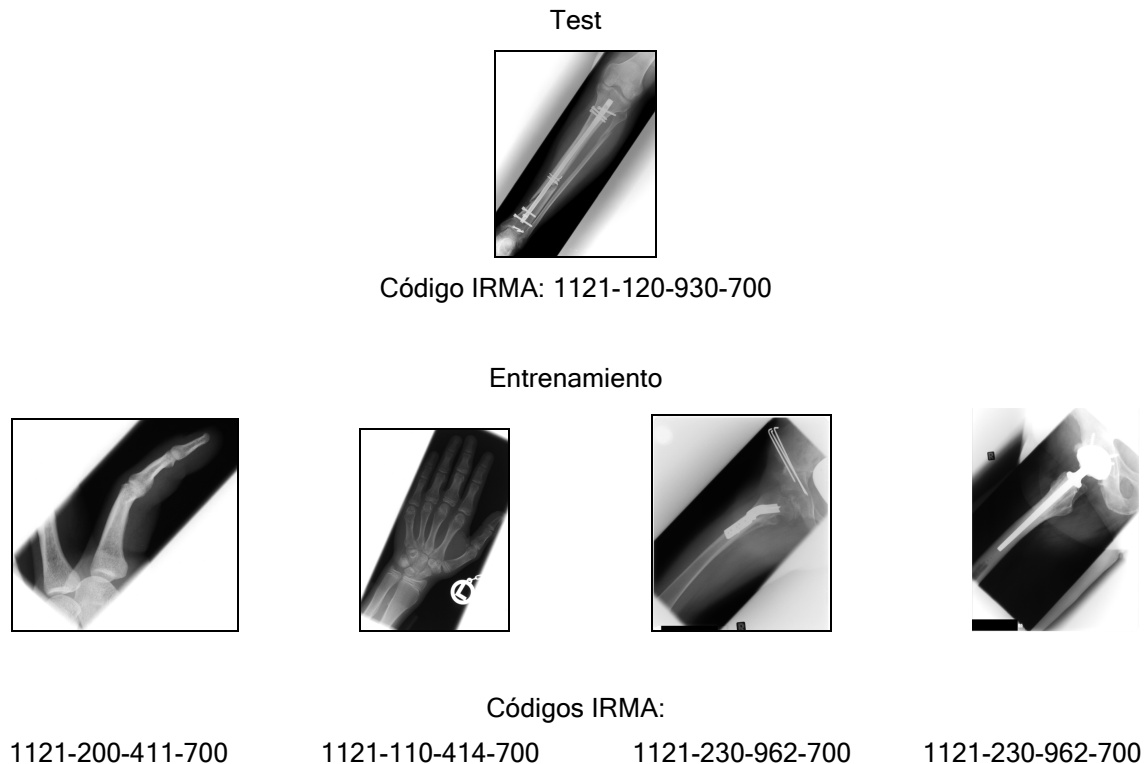 Test
Código IRMA: 1121-120-930-700
Entrenamiento
Códigos IRMA:
1121-200-411-700 1121-110-414-700 1121-230-962-700 1121-230-962-700